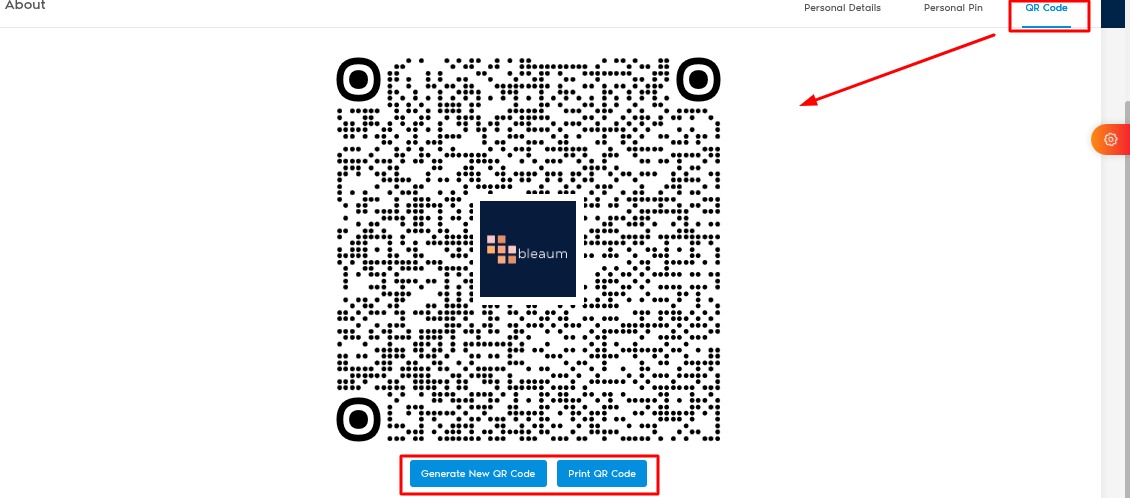 About
Personal Details
Personal Pin
QR Code
bleaum
Generate New QR Code
Print QR Code